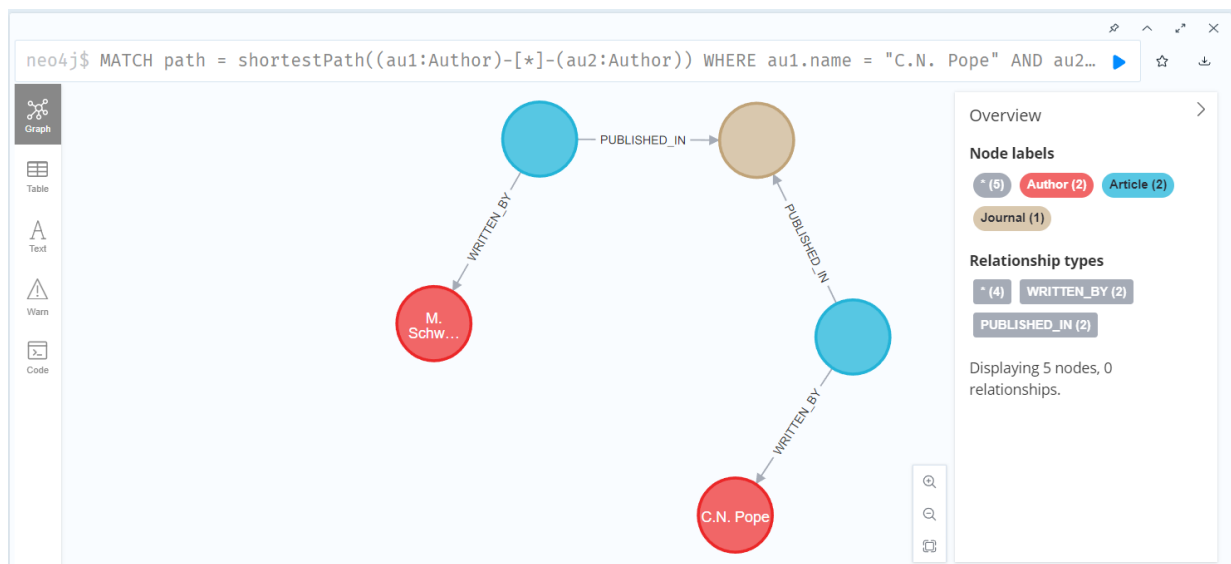 neo4j$ MATCH path = shortestPath((au1:Author)-[*]-(au2:Author)) WHERE au1.name = "C.N. Pope" AND au2…
Graph
Table
Text
Warn
Code
PUBLISHED_IN
WRITTEN_BY
PUBLISHED_IN
M.
Schw…
WRITTEN_BY
C.N. Pope
Overview
Node labels
* (5) Author (2) Article (2)
Journal (1)
Relationship types
* (4) WRITTEN_BY (2)
PUBLISHED_IN (2)
Displaying 5 nodes, 0
relationships.